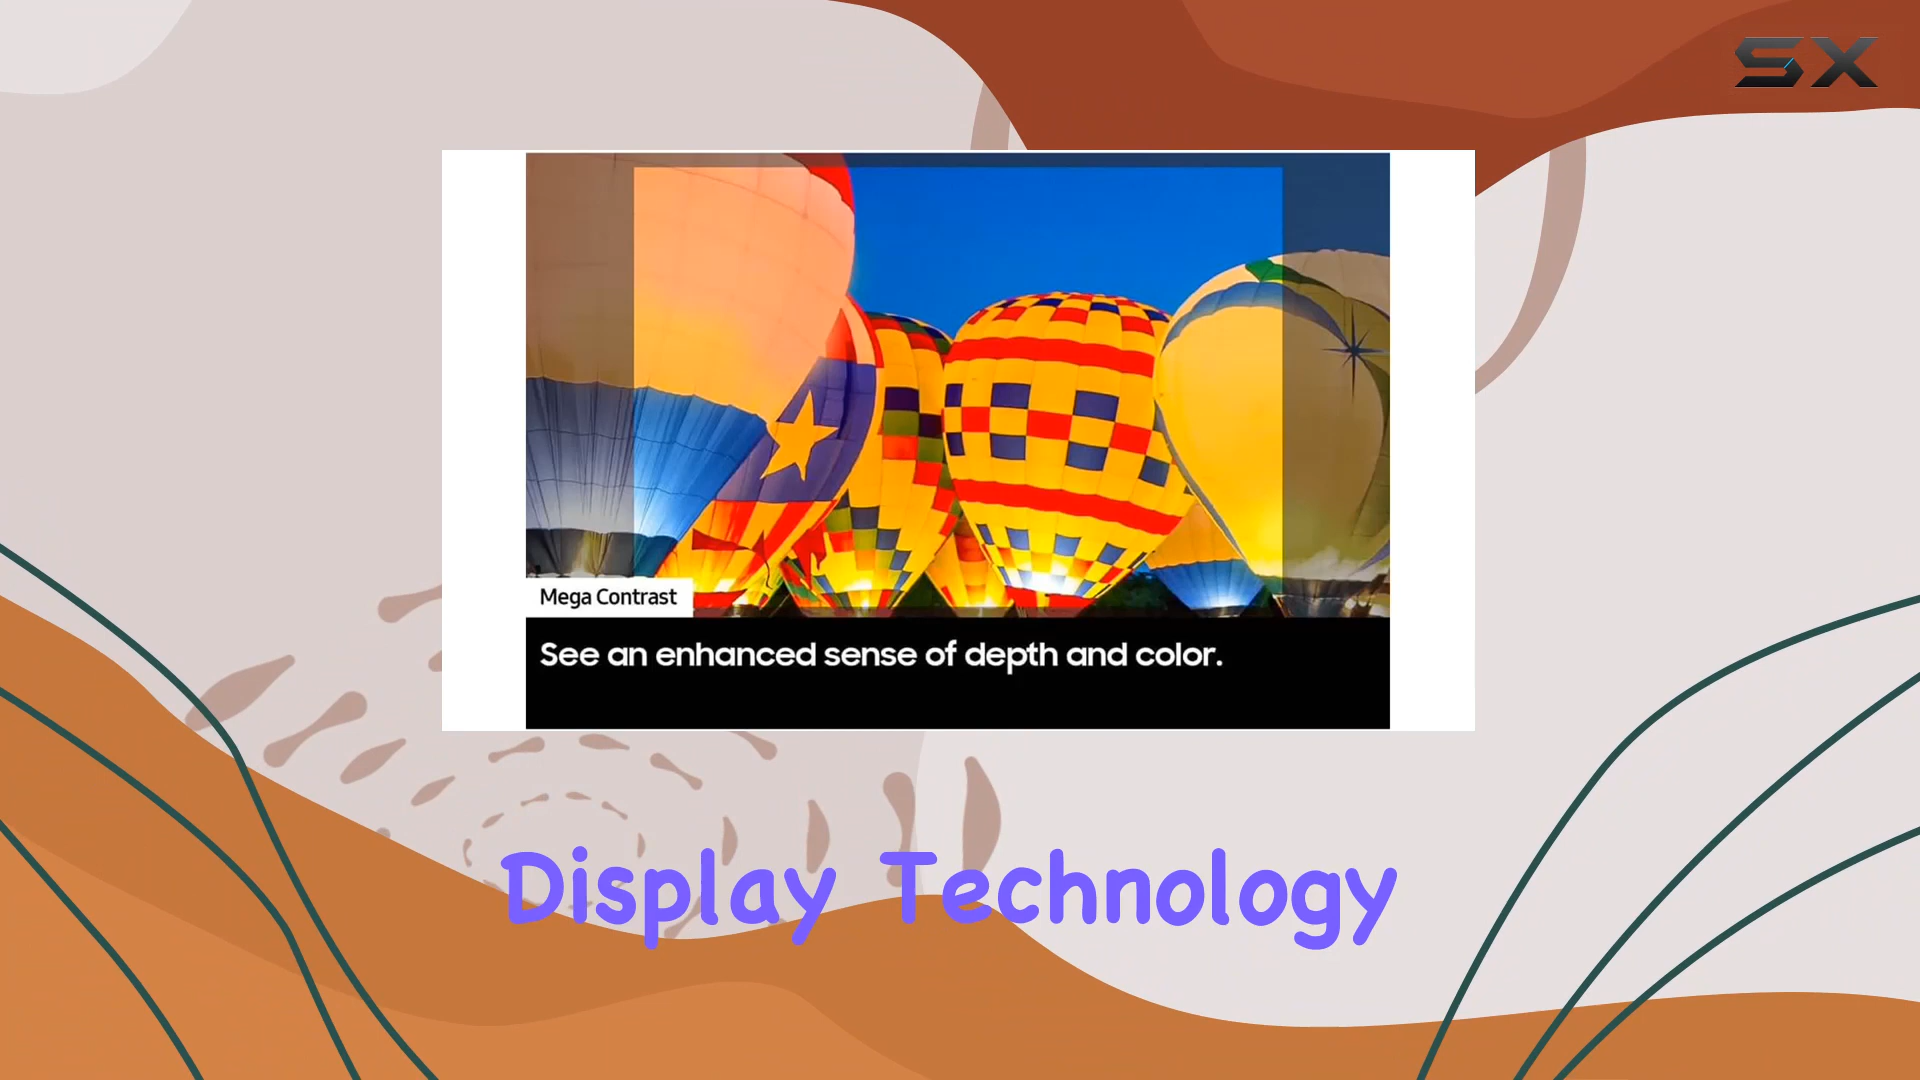 SX
Mega Contrast
See an enhanced sense of depth and color.
Display Technology